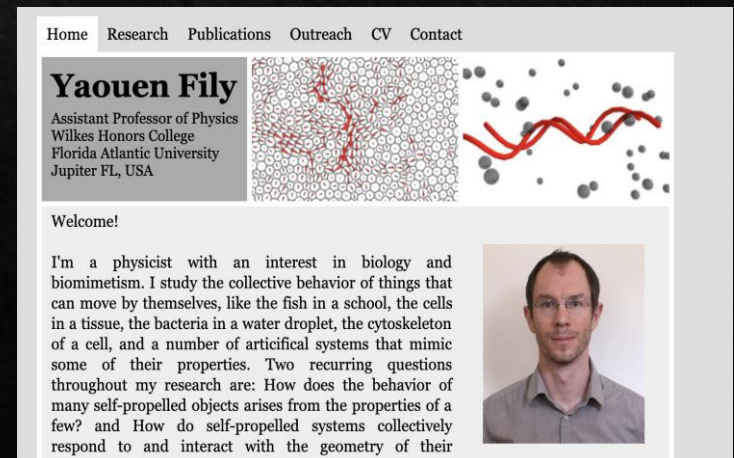 Home Research Publications Outreach CV Contact
Yaouen Fily
Assistant Professor of Physics
Wilkes Honors College
Florida Atlantic University
Jupiter FL, USA
Welcome!
I'm a physicist with an interest in biology and
biomimetism. I study the collective behavior of things that
can move by themselves, like the fish in a school, the cells
in a tissue, the bacteria in a water droplet, the cytoskeleton
of a cell, and a number of articifical systems that mimic
some of their properties. Two recurring questions
throughout my research are: How does the behavior of
many self-propelled objects arises from the properties of a
few? and How do self-propelled systems collectively
respond to and interact with the geometry of their